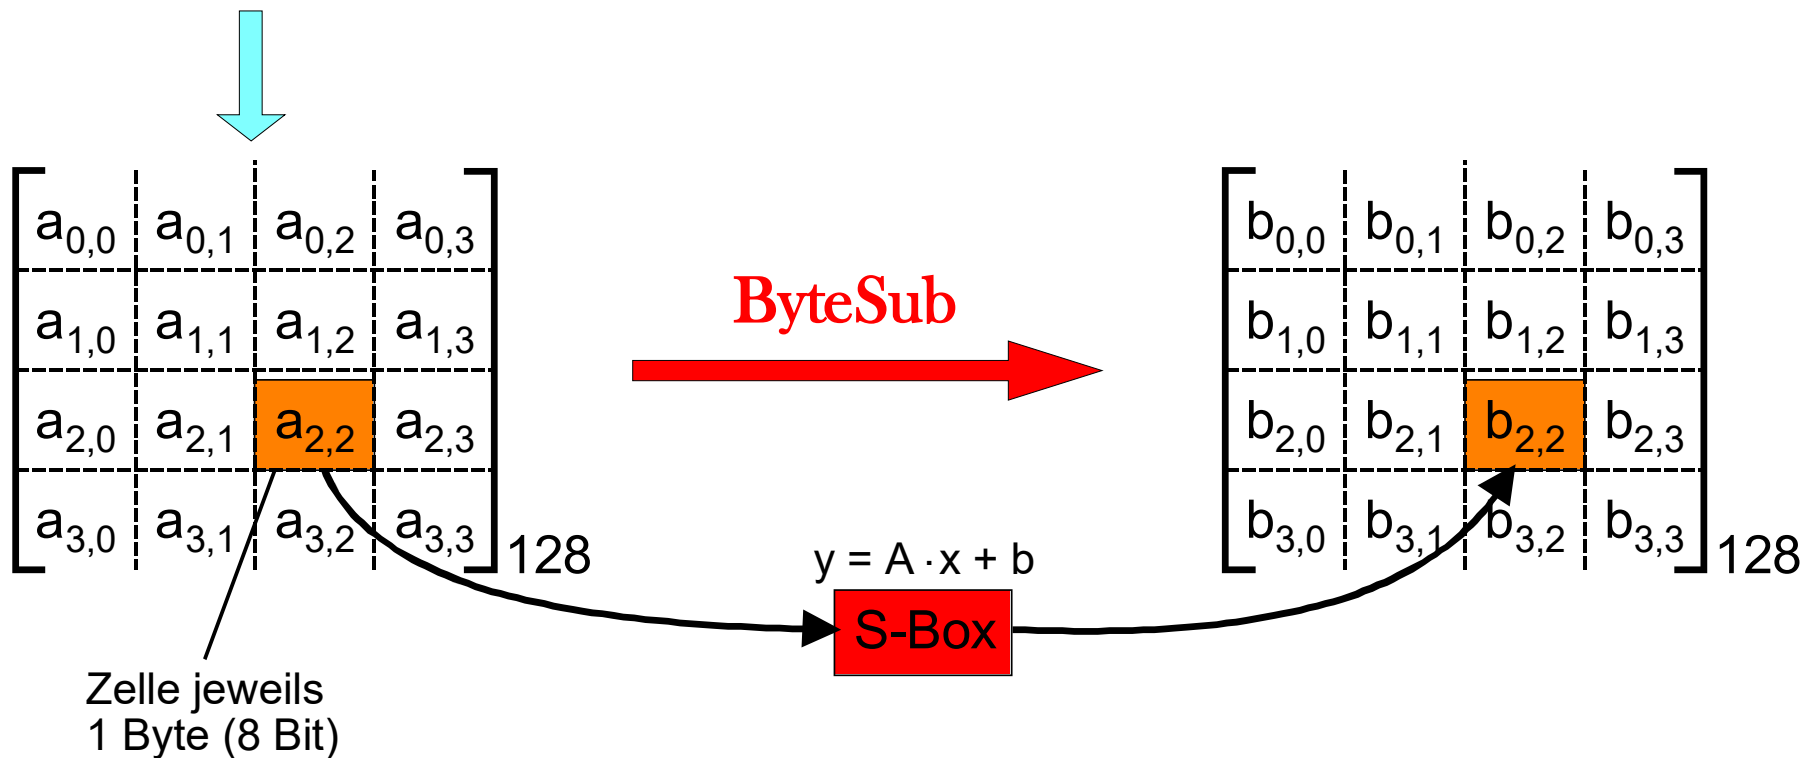 a0,0 a0,1 a0,2 a0,3
a1,0 a1,1 a1,2 a1,3
a2,0 a2,1 a2,2 a2,3
a3,0 a3,1 a3,2 a3,3
128
Zelle jeweils
1 Byte (8 Bit)
ByteSub
y = A·x + b
S-Box
b0,0 b0,1 b0,2 b0,3
b1,0 b1,1 b1,2 b1,3
b2,0 b2,1 b2,2 b2,3
b3,0 b3,1 b3,2 b3,3
128